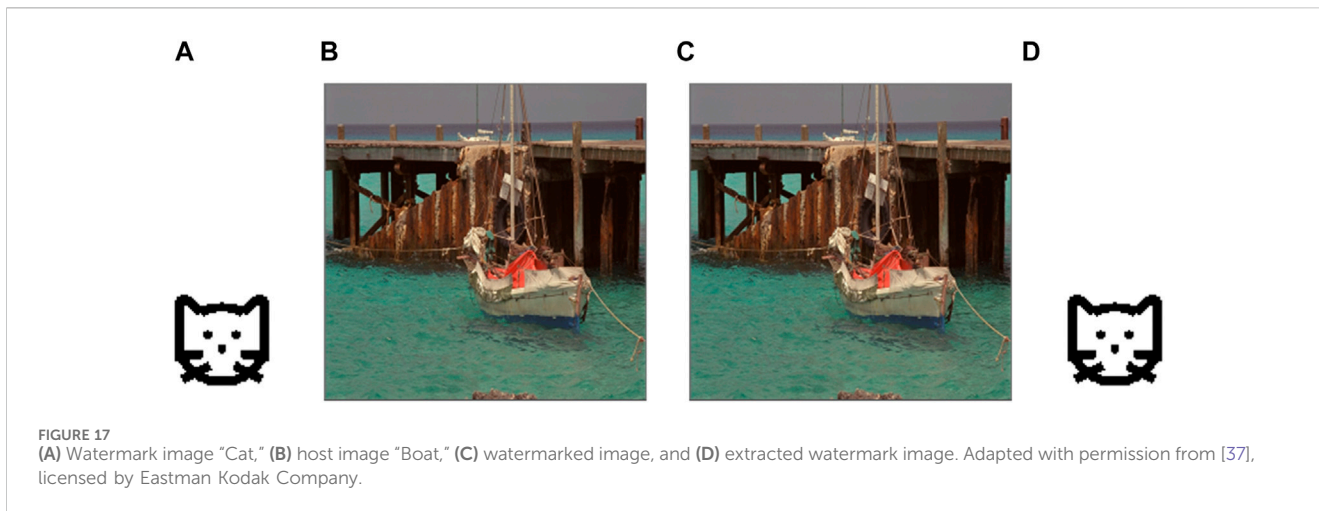 A
B
C
D
FIGURE 17
(A) Watermark image “Cat,” (B) host image “Boat,” (C) watermarked image, and (D) extracted watermark image. Adapted with permission from [37],
licensed by Eastman Kodak Company.